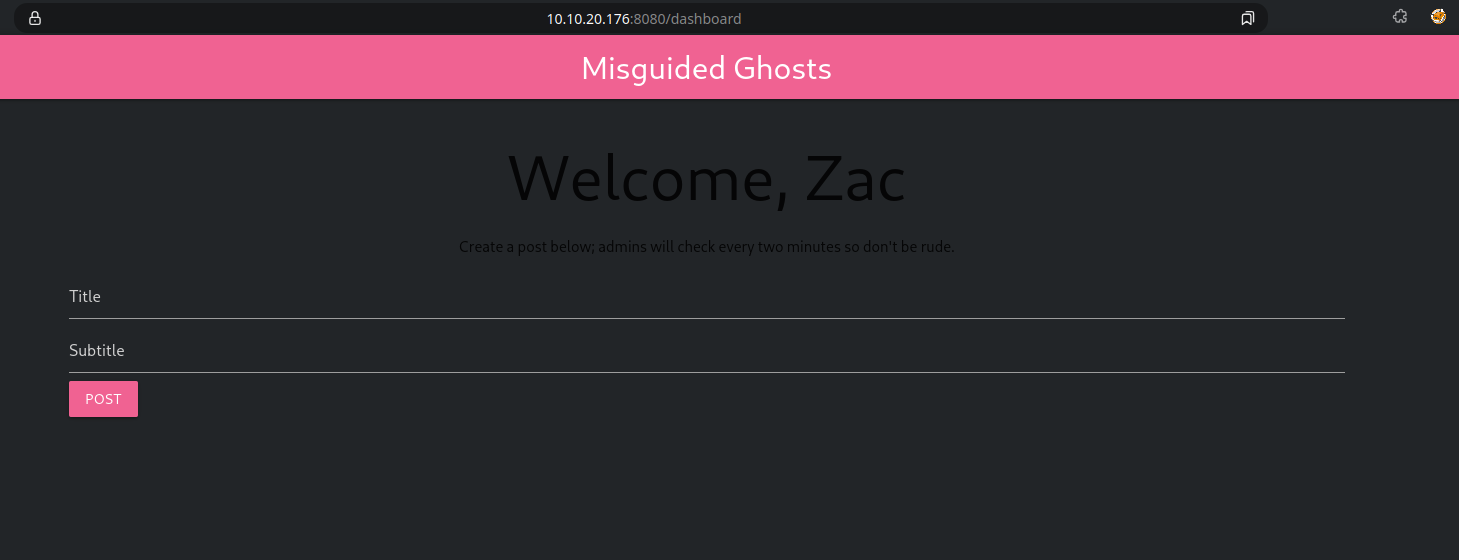 10.10.20.176:8080/dashboard
Misguided Ghosts
Welcome, Zac
Create a post below; admins will check every two minutes so don't be rude.
Title
Subtitle
POST